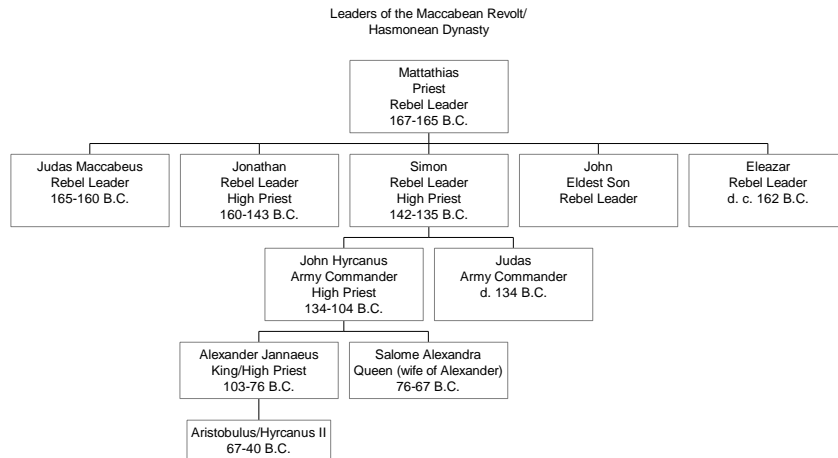 Leaders of the Maccabean Revolt/
Hasmonean Dynasty
Mattathias
Priest
Rebel Leader
167-165 B.C.
Judas Maccabeus
Rebel Leader
165-160 B.C.
Jonathan
Rebel Leader
High Priest
160-143 B.C.
Simon
Rebel Leader
High Priest
142-135 B.C.
John
Eldest Son
Rebel Leader
Eleazar
Rebel Leader
d. c. 162 B.C.
John Hyrcanus
Army Commander
High Priest
134-104 B.C.
Judas
Army Commander
d. 134 B.C.
Alexander Jannaeus
King/High Priest
103-76 B.C.
Salome Alexandra
Queen (wife of Alexander)
76-67 B.C.
Aristobulus/Hyrcanus II
67-40 B.C.